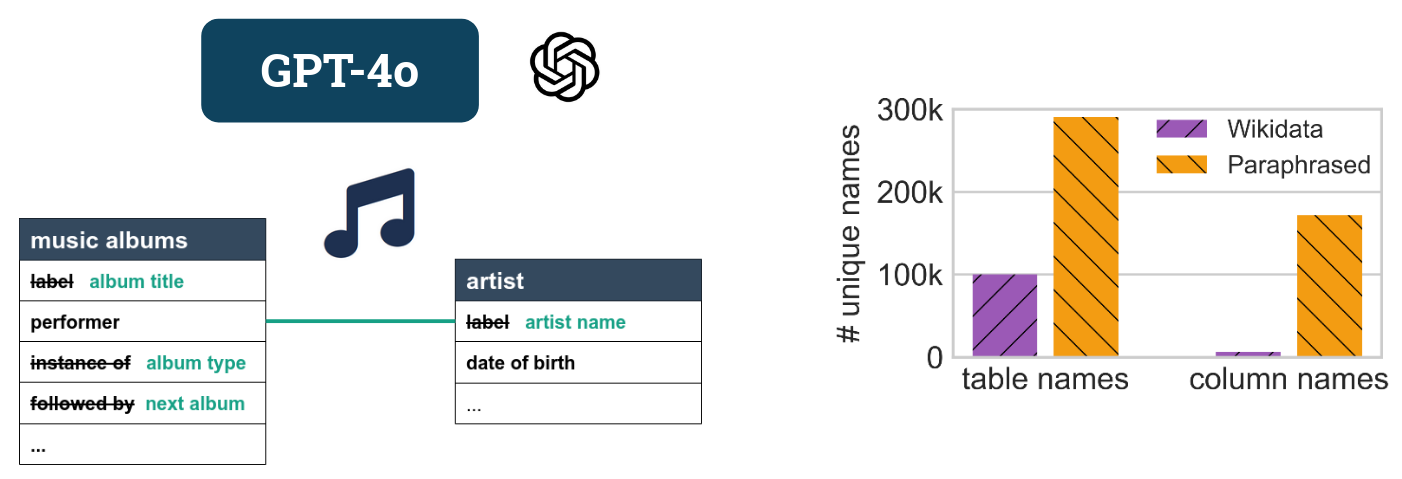 GPT-4o
music albums
label album title
performer
instance of album type
followed by next album
...
artist
label artist name
date of birth
...
# unique names
300k
200k
100k
0
Wikidata
Paraphrased
table names
column names